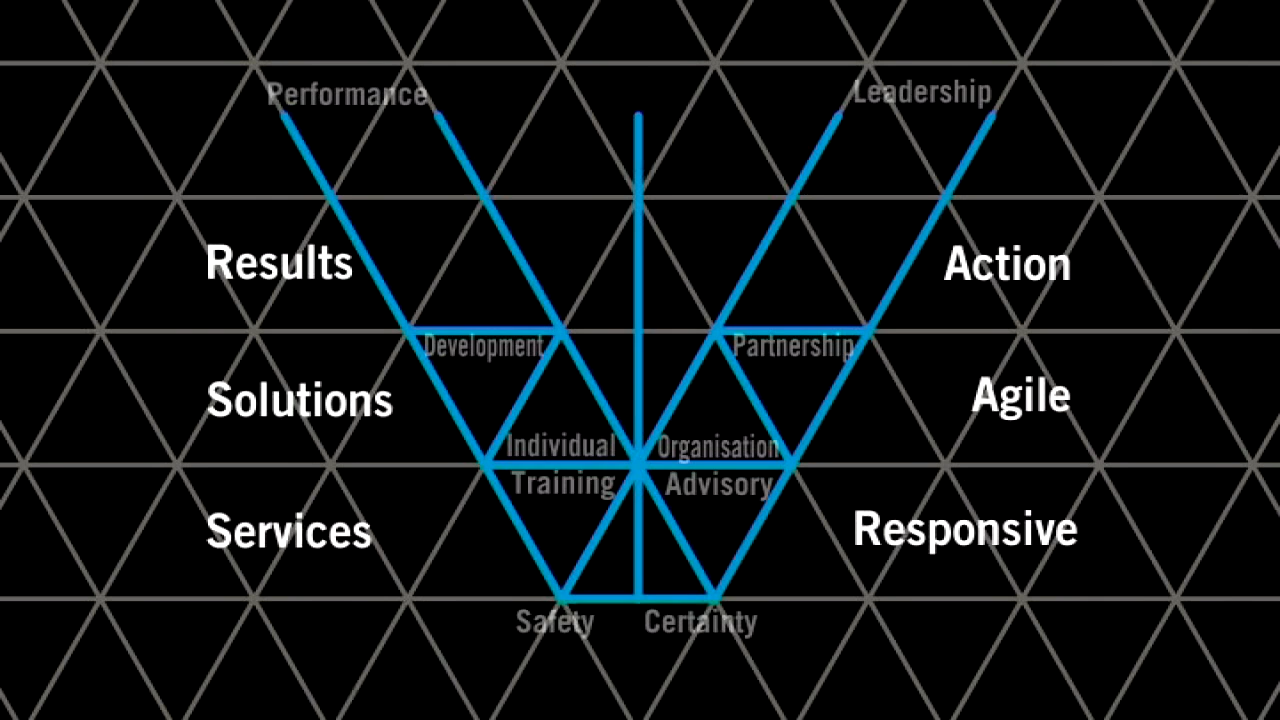 Performance
Leadership
Results
Action
Development
Partnership
Solutions
Agile
Individual
Organisation
Training
Advisory
Services
Responsive
Safety
Certainty